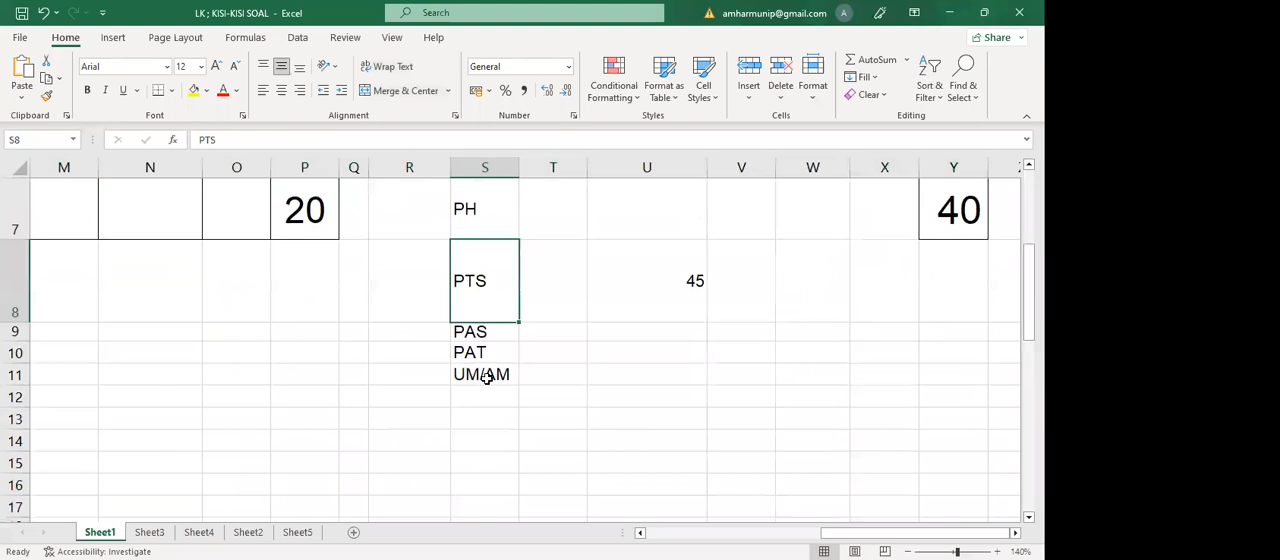 LK ; KISI-KISI SOAL - Excel
Search
amharmunip@gmail.com
A
File Home Insert Page Layout Formulas Data Review View Help
Share
Paste
Arial 12
B I U
Wrap Text
Merge & Center
General
% ,
Conditional Formatting
Format as Table
Cell Styles
Insert
Delete
Format
AutoSum
Fill
Clear
Sort & Filter
Find & Select
Clipboard Font Alignment Number Styles Cells Editing
S8 fx PTS
M N O P Q R S T U V W X Y
7 20 PH 40
8 PTS 45
9 PAS
10 PAT
11 UM/AM
12
13
14
15
16
17
Sheet1 Sheet3 Sheet4 Sheet2 Sheet5
Ready Accessibility: Investigate 140%